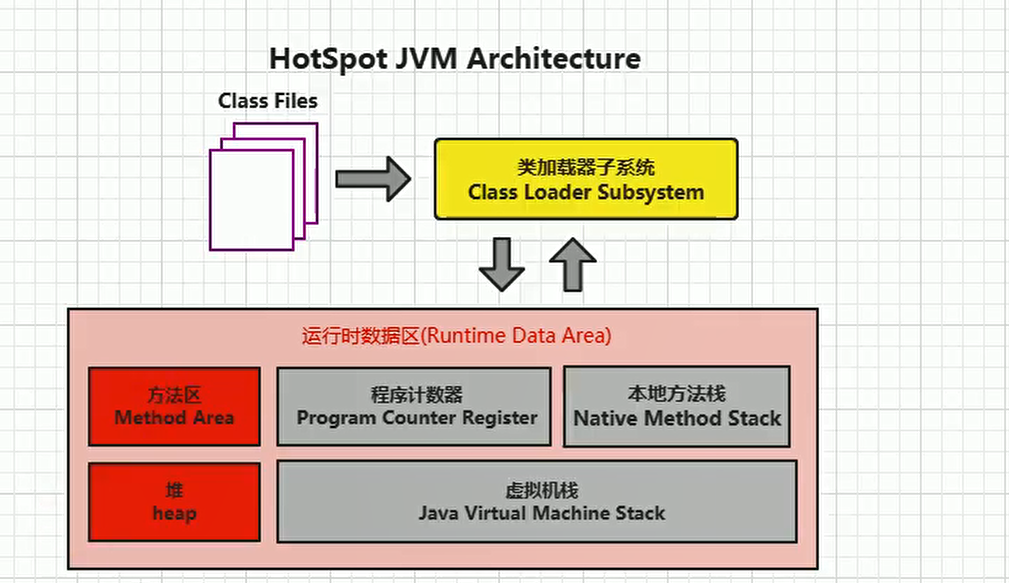 HotSpot JVM Architecture
Class Files
类加载器子系统
Class Loader Subsystem
运行时数据区(Runtime Data Area)
方法区
Method Area
程序计数器
Program Counter Register
本地方法栈
Native Method Stack
堆
heap
虚拟机栈
Java Virtual Machine Stack